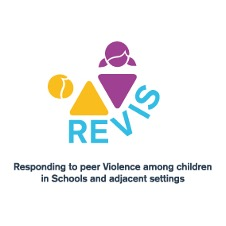 REVIS
Responding to peer Violence among children
in Schools and adjacent settings